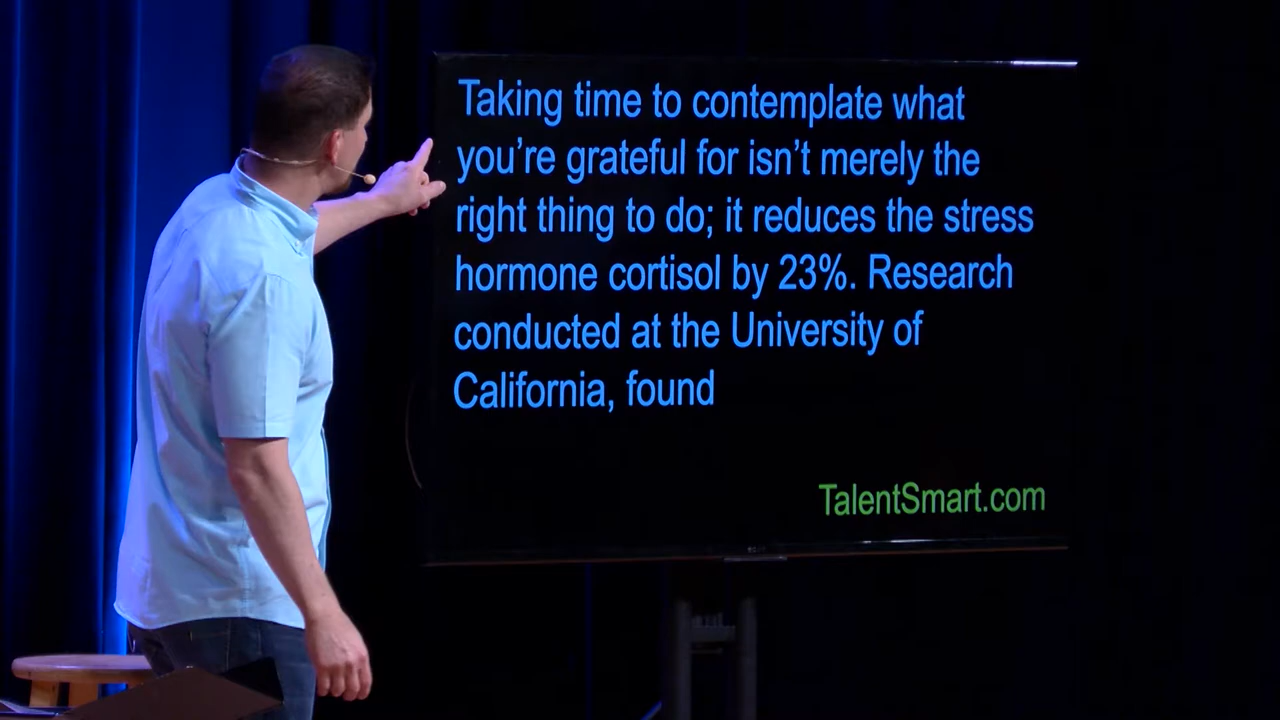 Taking time to contemplate what
you're grateful for isn't merely the
right thing to do; it reduces the stress
hormone cortisol by 23%. Research
conducted at the University of
California, found
TalentSmart.com